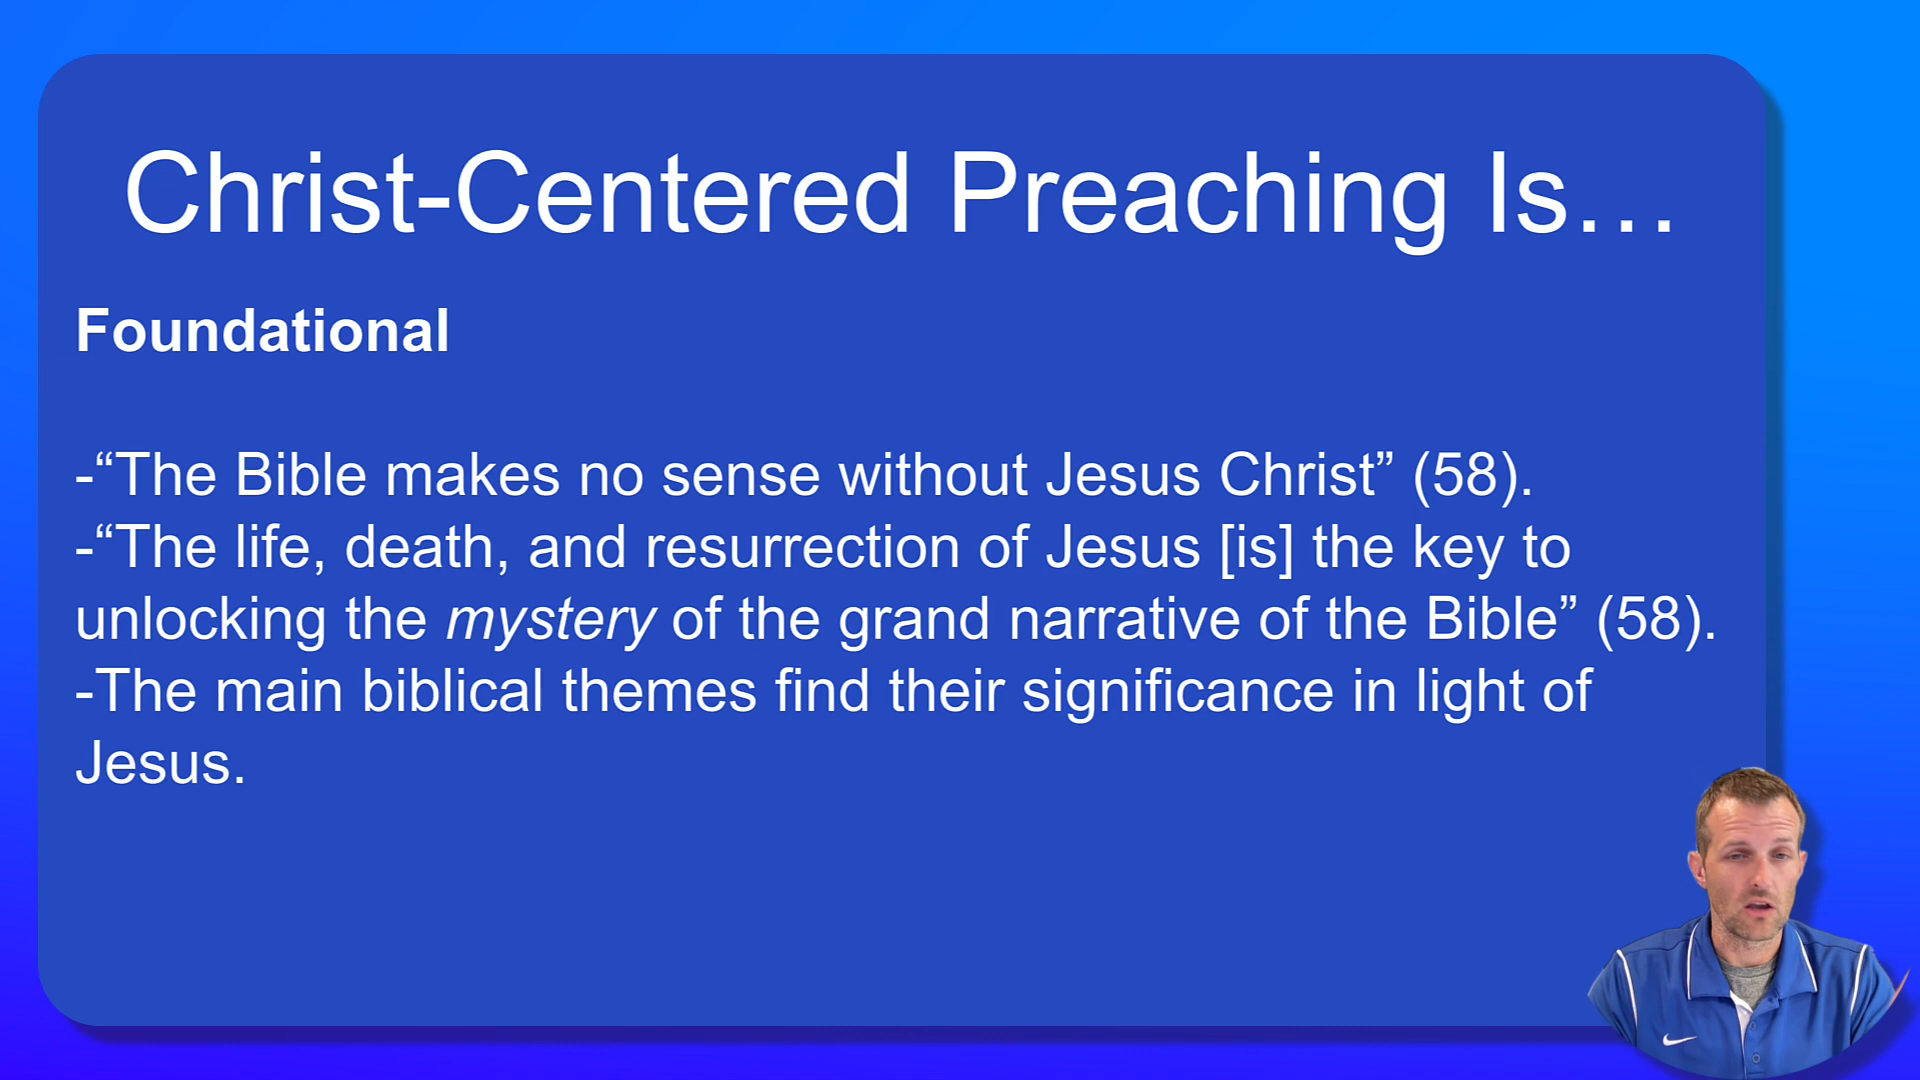 Christ-Centered Preaching Is…
Foundational
-“The Bible makes no sense without Jesus Christ” (58).
-“The life, death, and resurrection of Jesus [is] the key to
unlocking the mystery of the grand narrative of the Bible” (58).
-The main biblical themes find their significance in light of
Jesus.